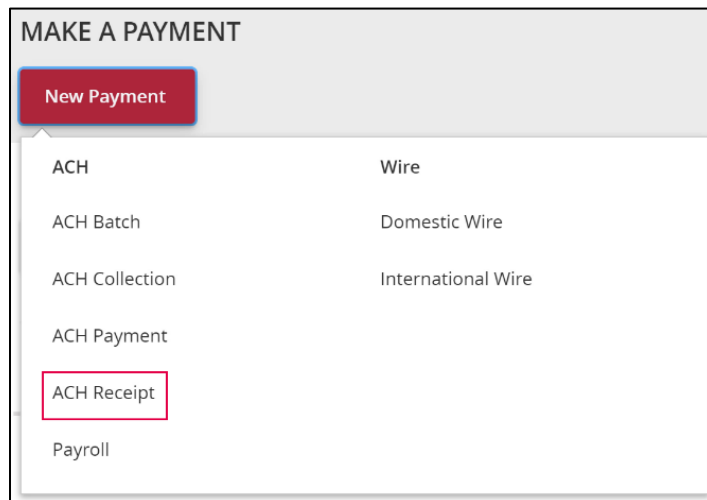 MAKE A PAYMENT
New Payment
ACH
ACH Batch
ACH Collection
ACH Payment
ACH Receipt
Payroll
Wire
Domestic Wire
International Wire